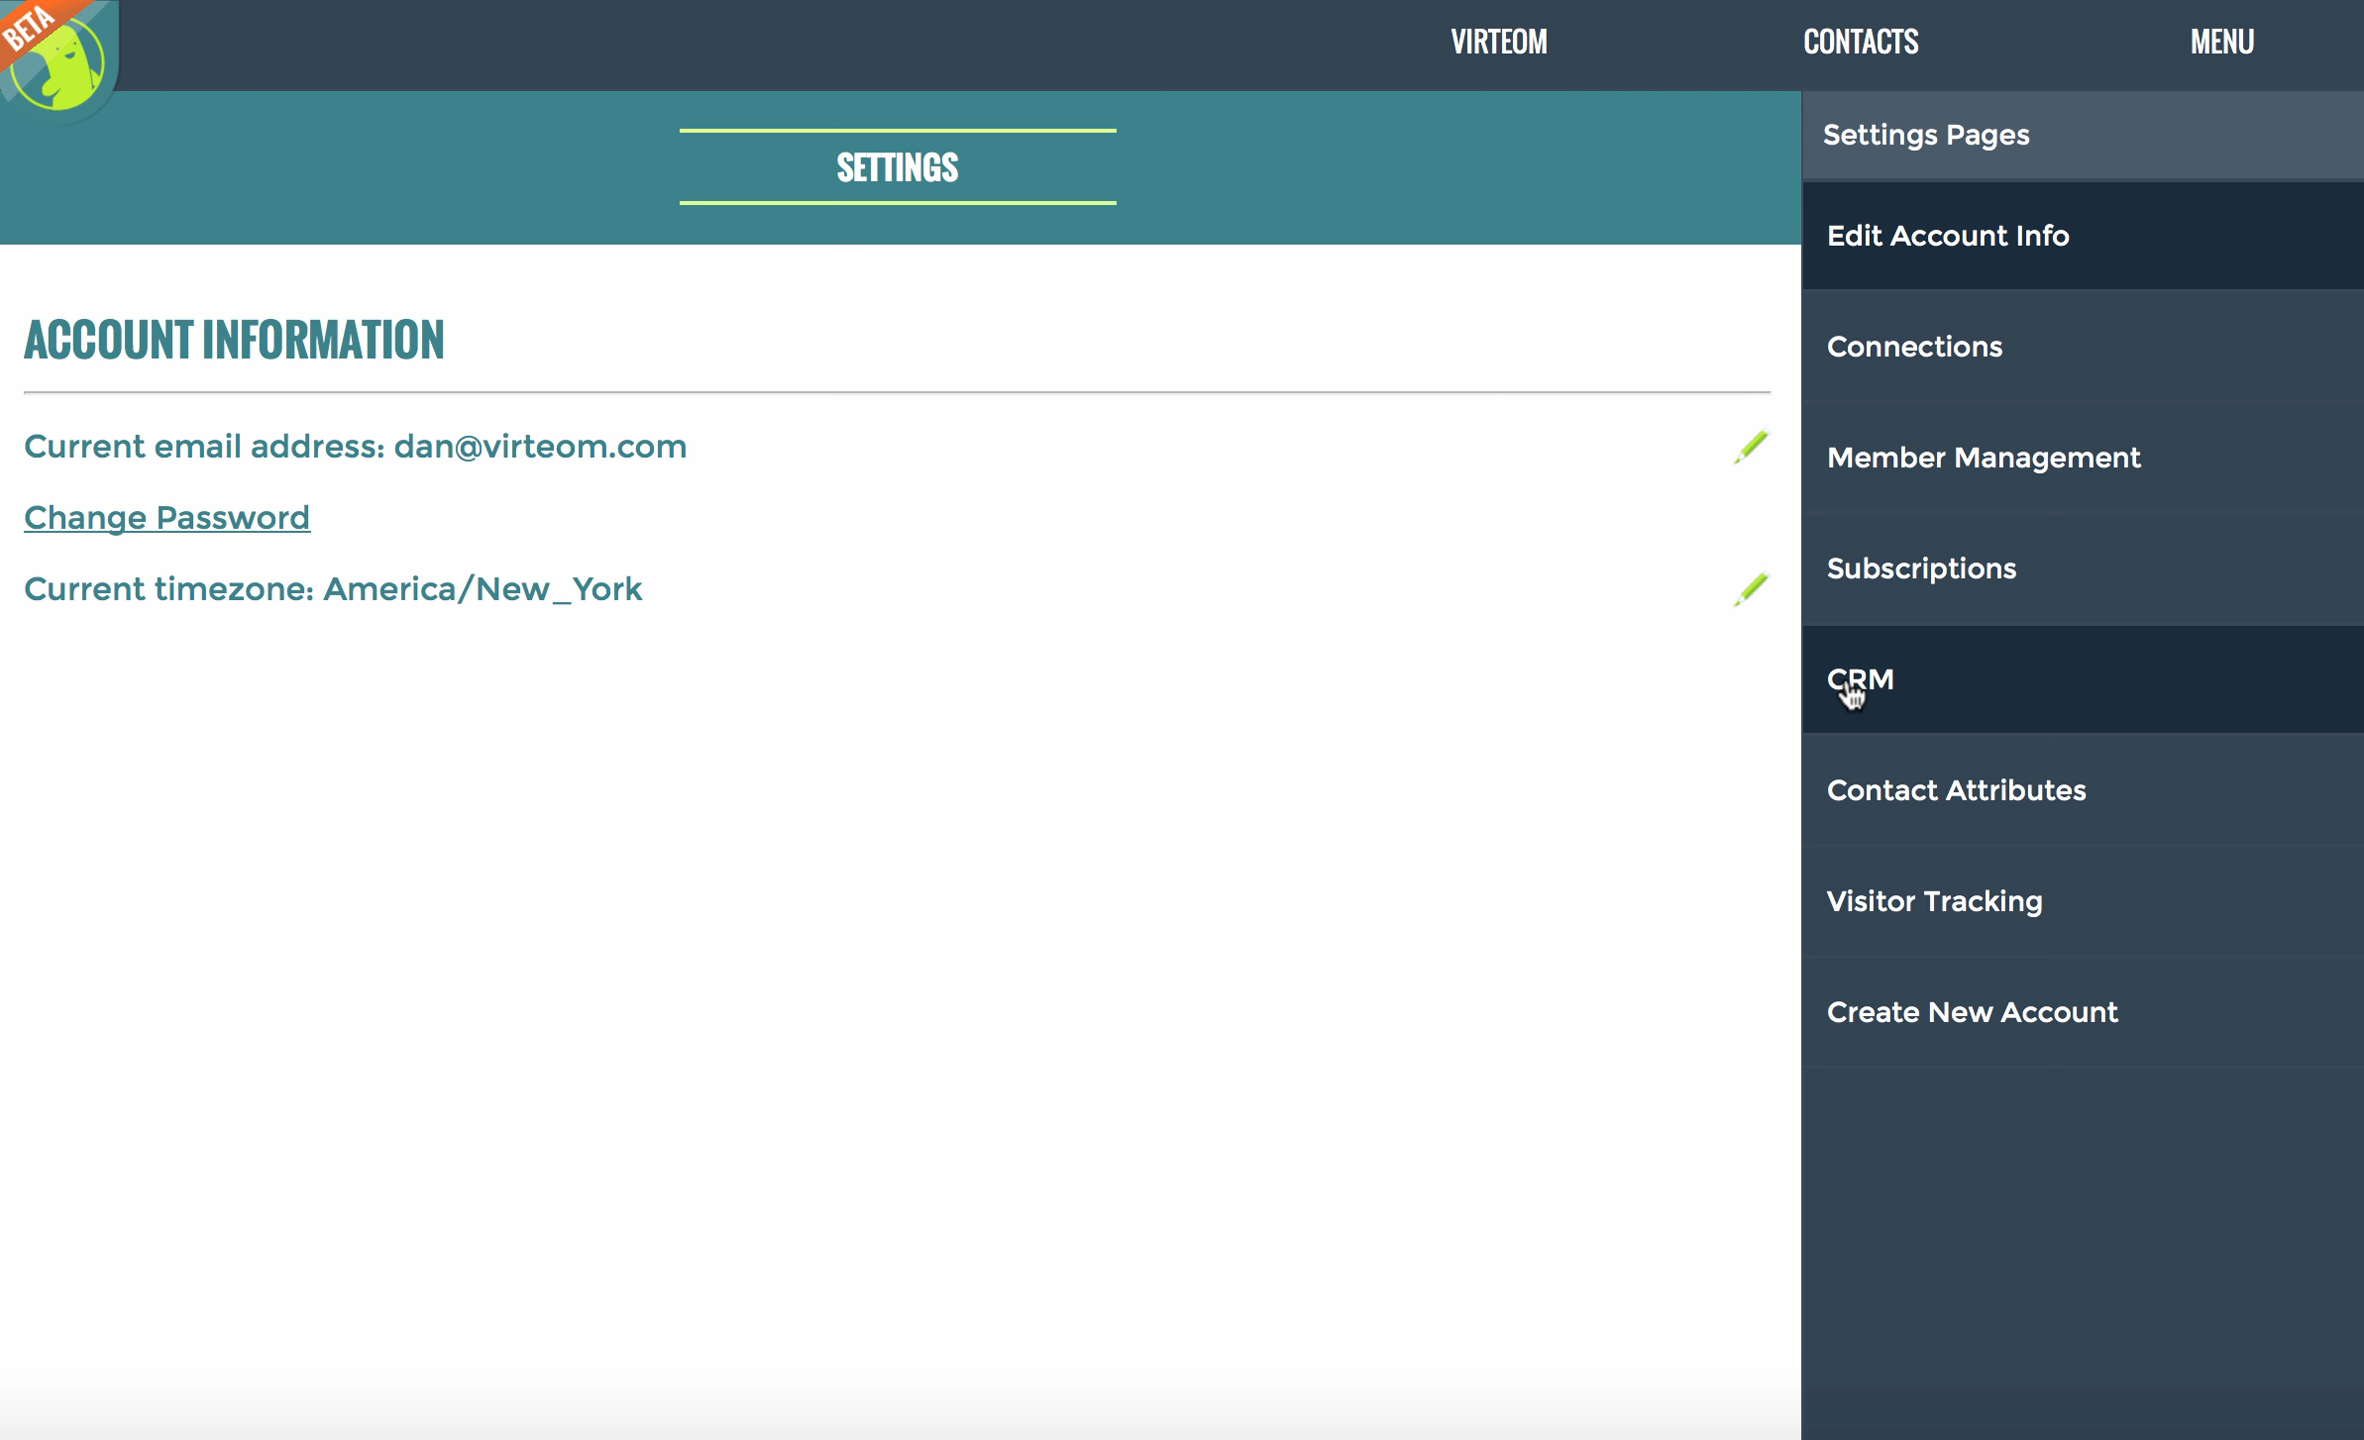 BETA
VIRTEOM
CONTACTS
MENU
SETTINGS
ACCOUNT INFORMATION
Current email address: dan@virteom.com
Change Password
Current timezone: America/New_York
Settings Pages
Edit Account Info
Connections
Member Management
Subscriptions
CRM
Contact Attributes
Visitor Tracking
Create New Account